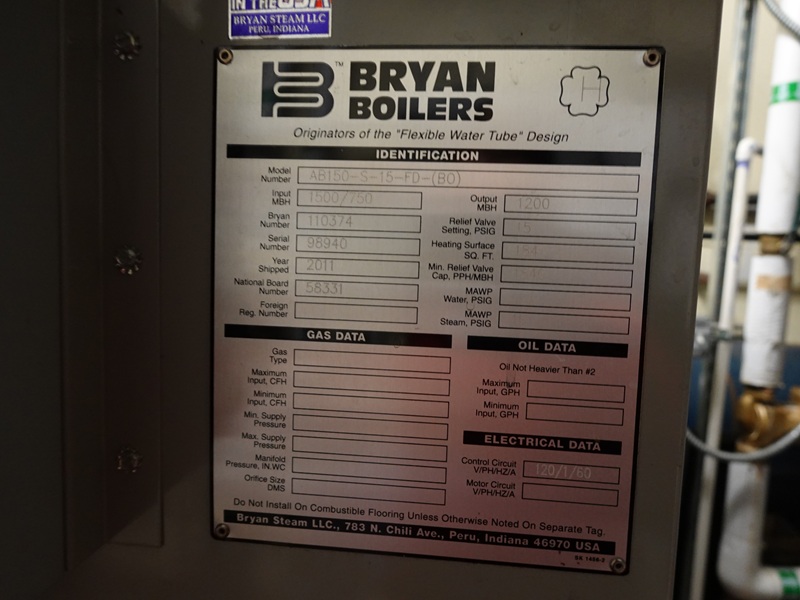 IN THE USA
BRYAN STEAM LLC
PERU, INDIANA
BRYAN
BOILERS
TM
H
Originators of the "Flexible Water Tube" Design
IDENTIFICATION
Model Number AB150-S-15-FD-(BO)
Input MBH 1500/750
Output MBH 1200
Bryan Number 110374
Relief Valve Setting, PSIG 15
Serial Number 98940
Heating Surface SQ. FT.
Year Shipped 2011
Min. Relief Valve Cap, PPH/MBH
National Board Number 58331
MAWP Water, PSIG
Foreign Reg. Number
MAWP Steam, PSIG
GAS DATA
Gas Type
Maximum Input, CFH
Minimum Input, CFH
Min. Supply Pressure
Max. Supply Pressure
Manifold Pressure, IN.WC
Orifice Size DMS
OIL DATA
Oil Not Heavier Than #2
Maximum Input, GPH
Minimum Input, GPH
ELECTRICAL DATA
Control Circuit V/PH/HZ/A 120/1/60
Motor Circuit V/PH/HZ/A
Do Not Install On Combustible Flooring Unless Otherwise Noted On Separate Tag.
Bryan Steam LLC., 783 N. Chili Ave., Peru, Indiana 46970 USA